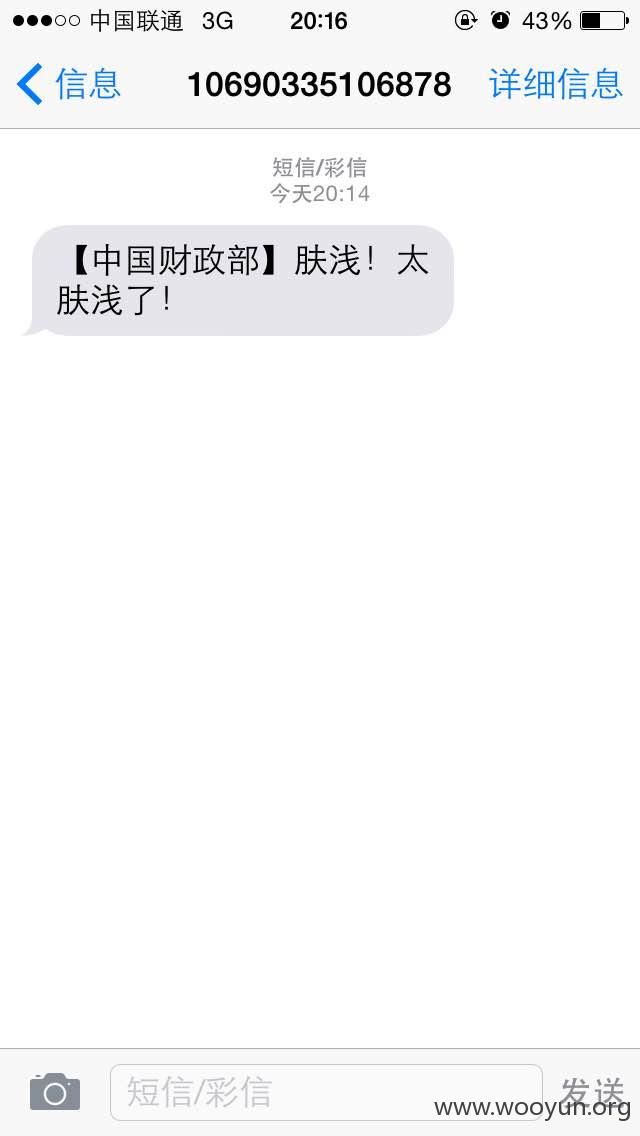 中国联通 3G 20:16 43%
信息 10690335106878 详细信息
短信/彩信
今天20:14
【中国财政部】肤浅！太
肤浅了！
短信/彩信 发送
www.wooyun.org